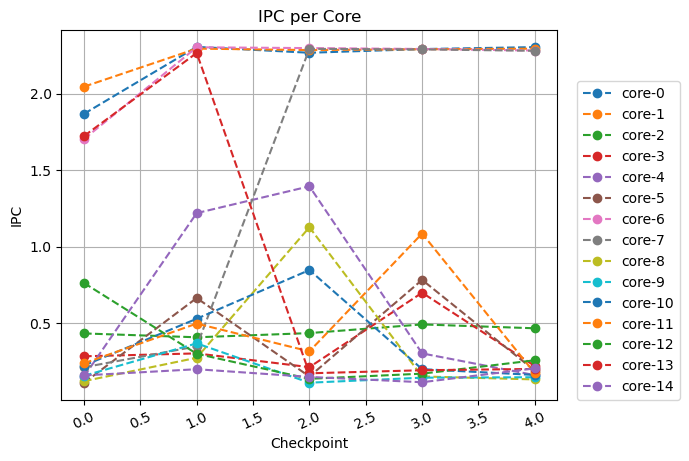 IPC per Core
IPC
2.0
1.5
1.0
0.5
0.0
0.5
1.0
1.5
2.0
2.5
3.0
3.5
4.0
Checkpoint
core-0
core-1
core-2
core-3
core-4
core-5
core-6
core-7
core-8
core-9
core-10
core-11
core-12
core-13
core-14